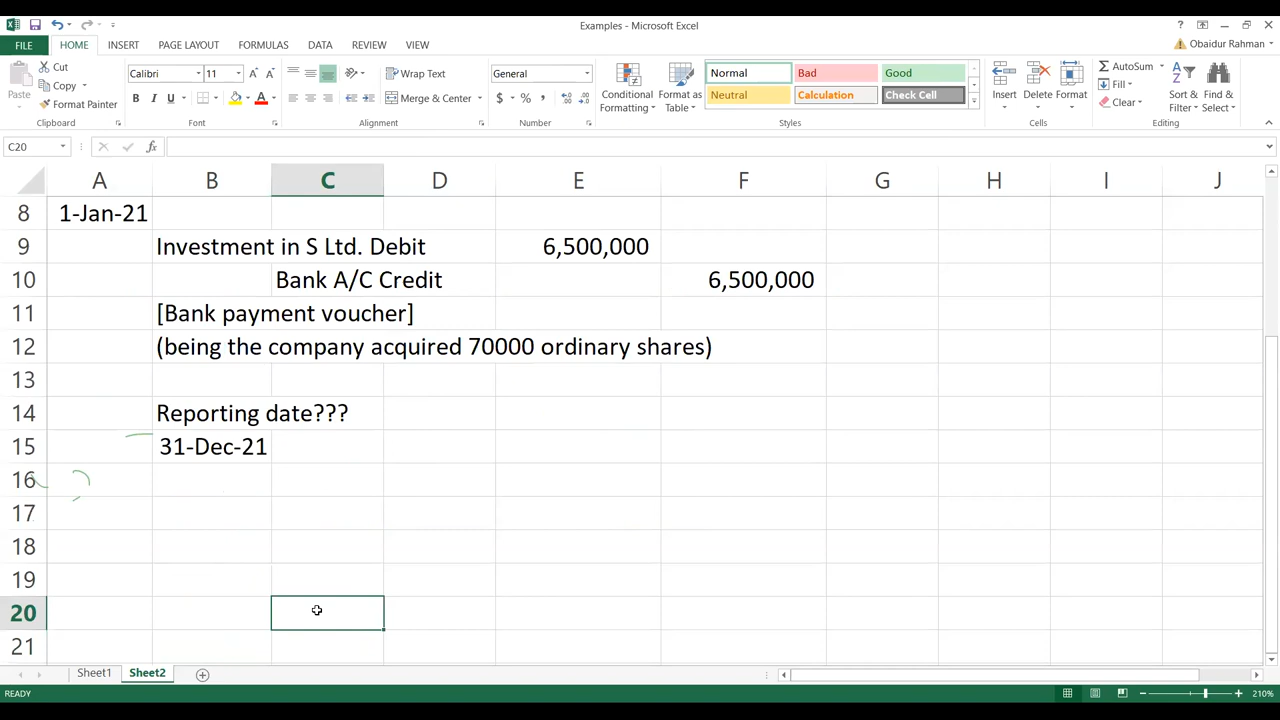 Examples - Microsoft Excel
FILE HOME INSERT PAGE LAYOUT FORMULAS DATA REVIEW VIEW
Obaidur Rahman
Paste
Cut
Copy
Format Painter
Clipboard
Calibri 11
B I U
Font
Wrap Text
Merge & Center
Alignment
General
$ % ,
Number
Conditional Formatting
Format as Table
Normal Bad Good
Neutral Calculation Check Cell
Styles
Insert Delete Format
Cells
AutoSum
Fill
Clear
Sort & Filter
Find & Select
Editing
C20 fx
A B C D E F G H I J
8 1-Jan-21
9 Investment in S Ltd. Debit 6,500,000
10 Bank A/C Credit 6,500,000
11 [Bank payment voucher]
12 (being the company acquired 70000 ordinary shares)
13
14 Reporting date???
15 31-Dec-21
16
17
18
19
20
21
Sheet1 Sheet2
READY 210%